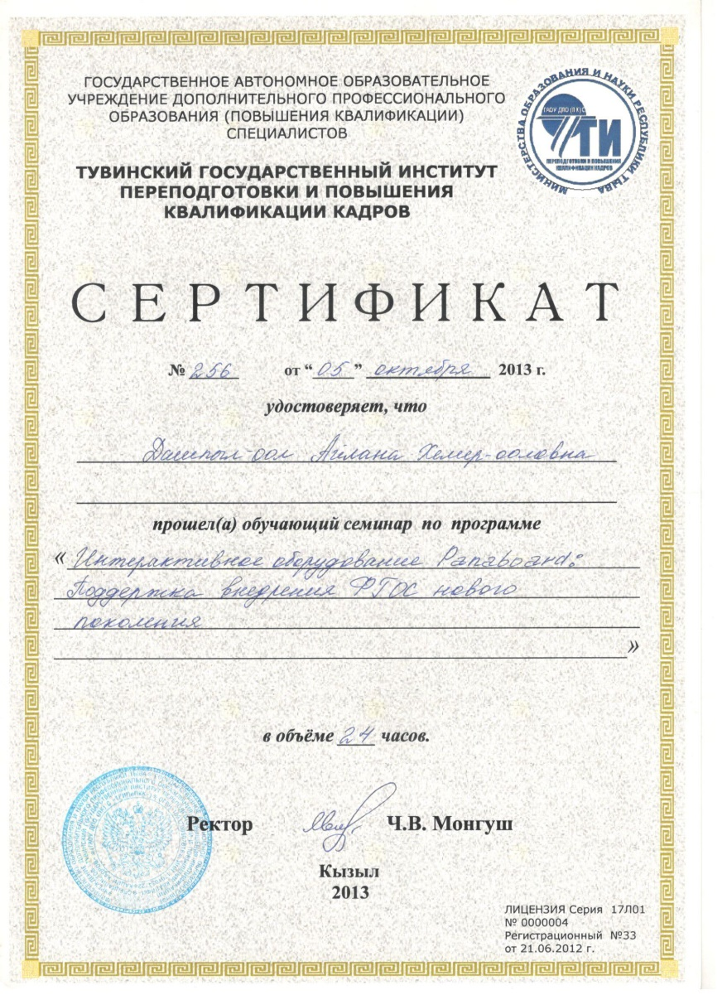 ГОСУДАРСТВЕННОЕ АВТОНОМНОЕ ОБРАЗОВАТЕЛЬНОЕ
УЧРЕЖДЕНИЕ ДОПОЛНИТЕЛЬНОГО ПРОФЕССИОНАЛЬНОГО
ОБРАЗОВАНИЯ (ПОВЫШЕНИЯ КВАЛИФИКАЦИИ)
СПЕЦИАЛИСТОВ
МИНИСТЕРСТВА ОБРАЗОВАНИЯ И НАУКИ РЕСПУБЛИКИ ТЫВА
ГАОУ ДПО (ПК)С
ТИ
ПЕРЕПОДГОТОВКИ И ПОВЫШЕНИЯ
КВАЛИФИКАЦИИ КАДРОВ
ТУВИНСКИЙ ГОСУДАРСТВЕННЫЙ ИНСТИТУТ
ПЕРЕПОДГОТОВКИ И ПОВЫШЕНИЯ
КВАЛИФИКАЦИИ КАДРОВ
СЕРТИФИКАТ
№ 256 от “05” октября 2013 г.
удостоверяет, что
Дашпыл-оол Айлана Хемер-ооловна
прошел(а) обучающий семинар по программе
« Интерактивное оборудование Panaboard:
Поддержка внедрения ФГОС нового
поколения
»
в объёме 24 часов.
Ректор Ч.В. Монгуш
Кызыл
2013
ЛИЦЕНЗИЯ Серия 17Л01
№ 0000004
Регистрационный №33
от 21.06.2012 г.